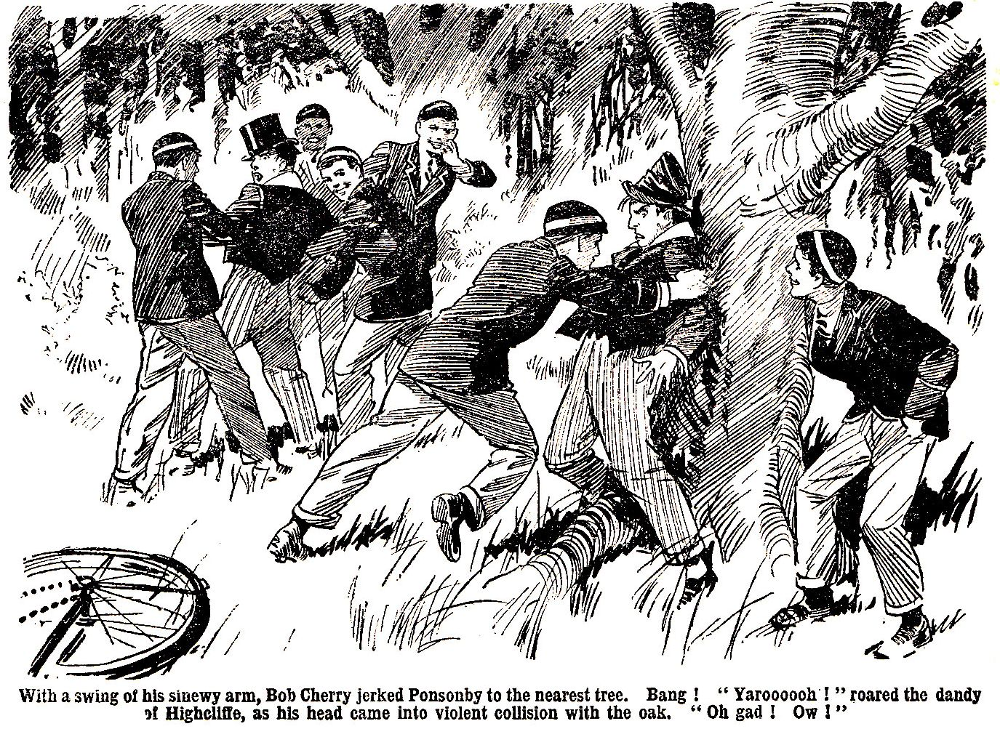 With a swing of his sinewy arm, Bob Cherry jerked Ponsonby to the nearest tree. Bang ! “ Yaroooooh ! ” roared the dandy
of Highcliffe, as his head came into violent collision with the oak. “ Oh gad ! Ow ! ”